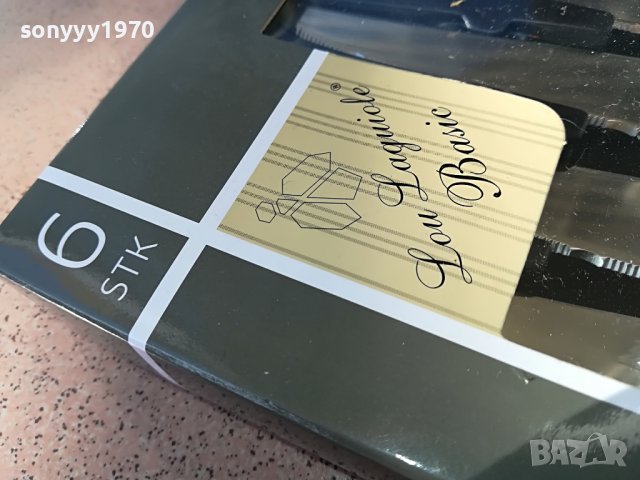 sonyyy1970
Lou Laguiole®
Basic
6
STK
BAZAR